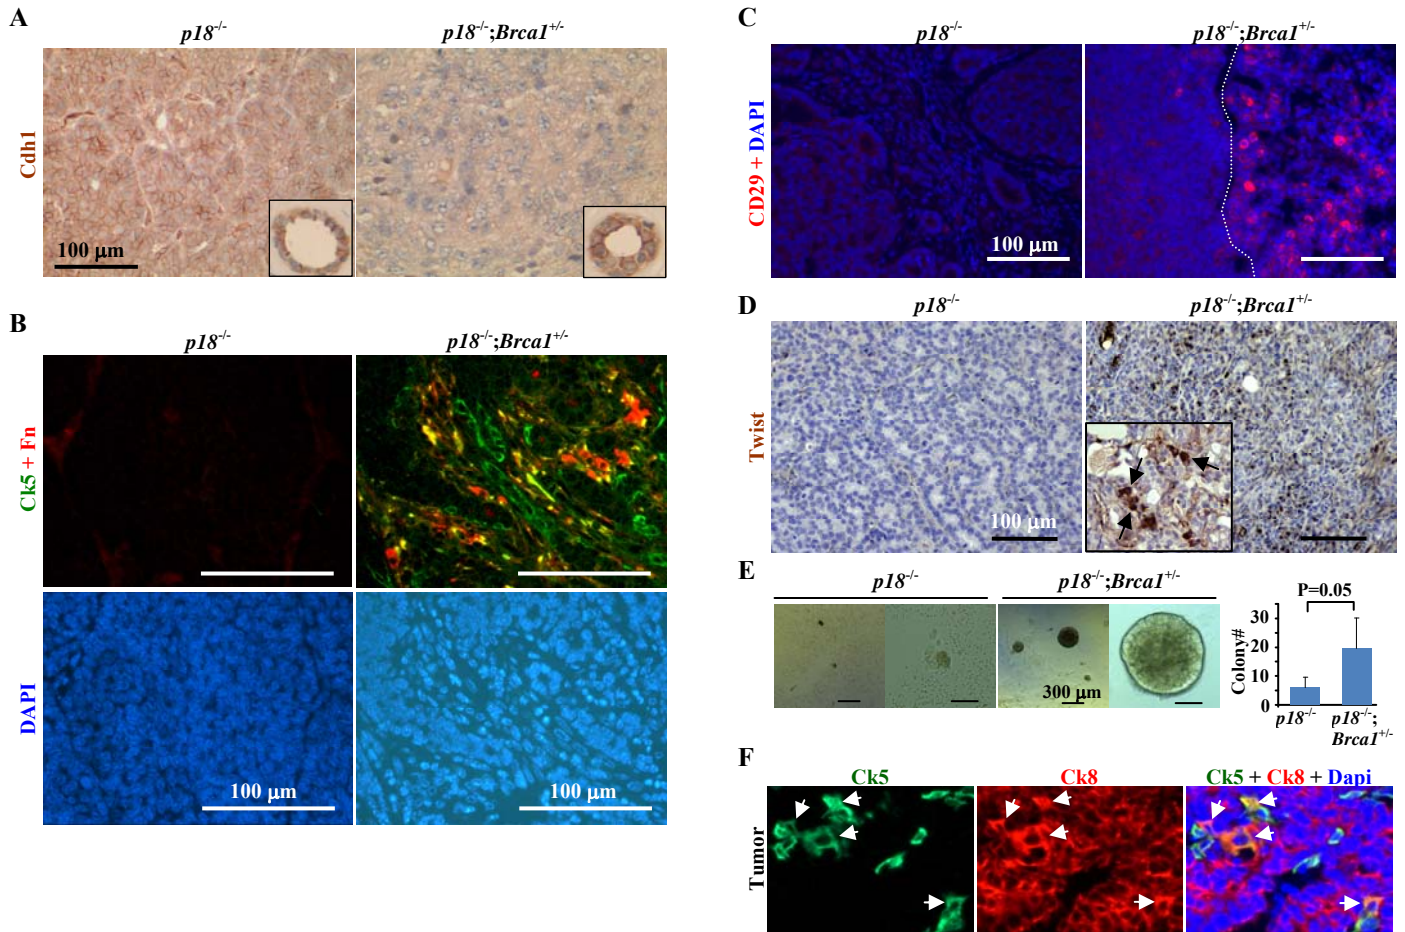 A
p18-/-
p18-/-;Brca1+/-
Cdh1
100 μm
B
p18-/-
p18-/-;Brca1+/-
Ck5 + Fn
DAPI
100 μm
100 μm
C
p18-/-
p18-/-;Brca1+/-
CD29 + DAPI
100 μm
D
p18-/-
p18-/-;Brca1+/-
Twist
100 μm
E
p18-/-
p18-/-;Brca1+/-
300 μm
P=0.05
Colony#
30
20
10
0
p18-/-
p18-/-;
Brca1+/-
F
Ck5
Ck8
Ck5 + Ck8 + Dapi
Tumor